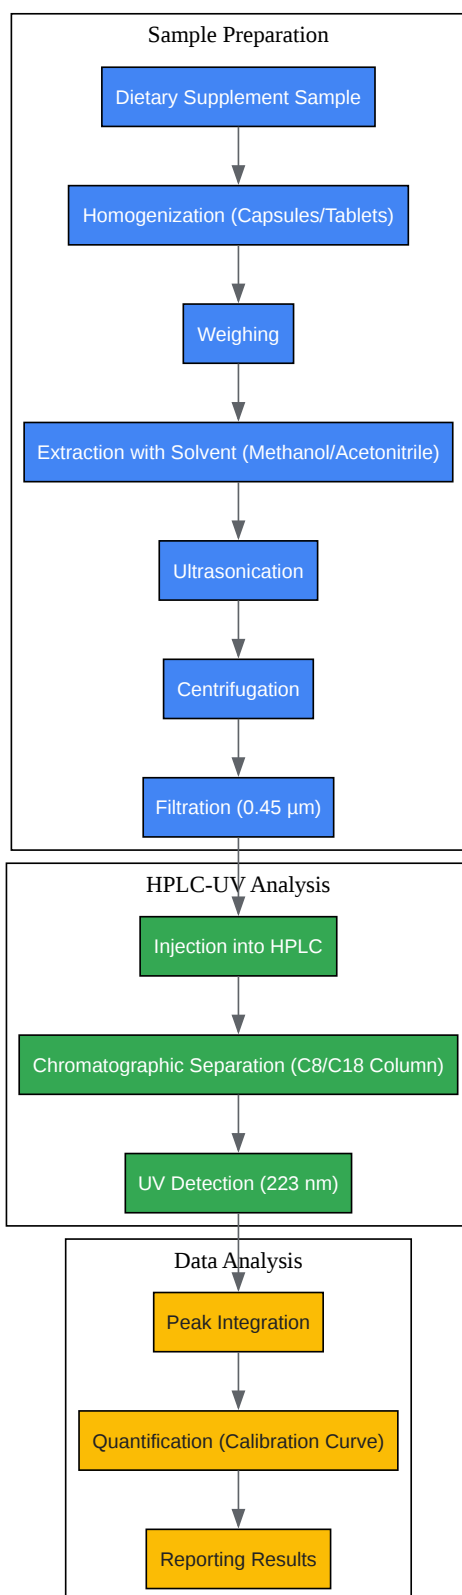 Sample Preparation
Dietary Supplement Sample
Homogenization (Capsules/Tablets)
Weighing
Extraction with Solvent (Methanol/Acetonitrile)
Ultrasonication
Centrifugation
Filtration (0.45 µm)
HPLC-UV Analysis
Injection into HPLC
Chromatographic Separation (C8/C18 Column)
UV Detection (223 nm)
Data Analysis
Peak Integration
Quantification (Calibration Curve)
Reporting Results